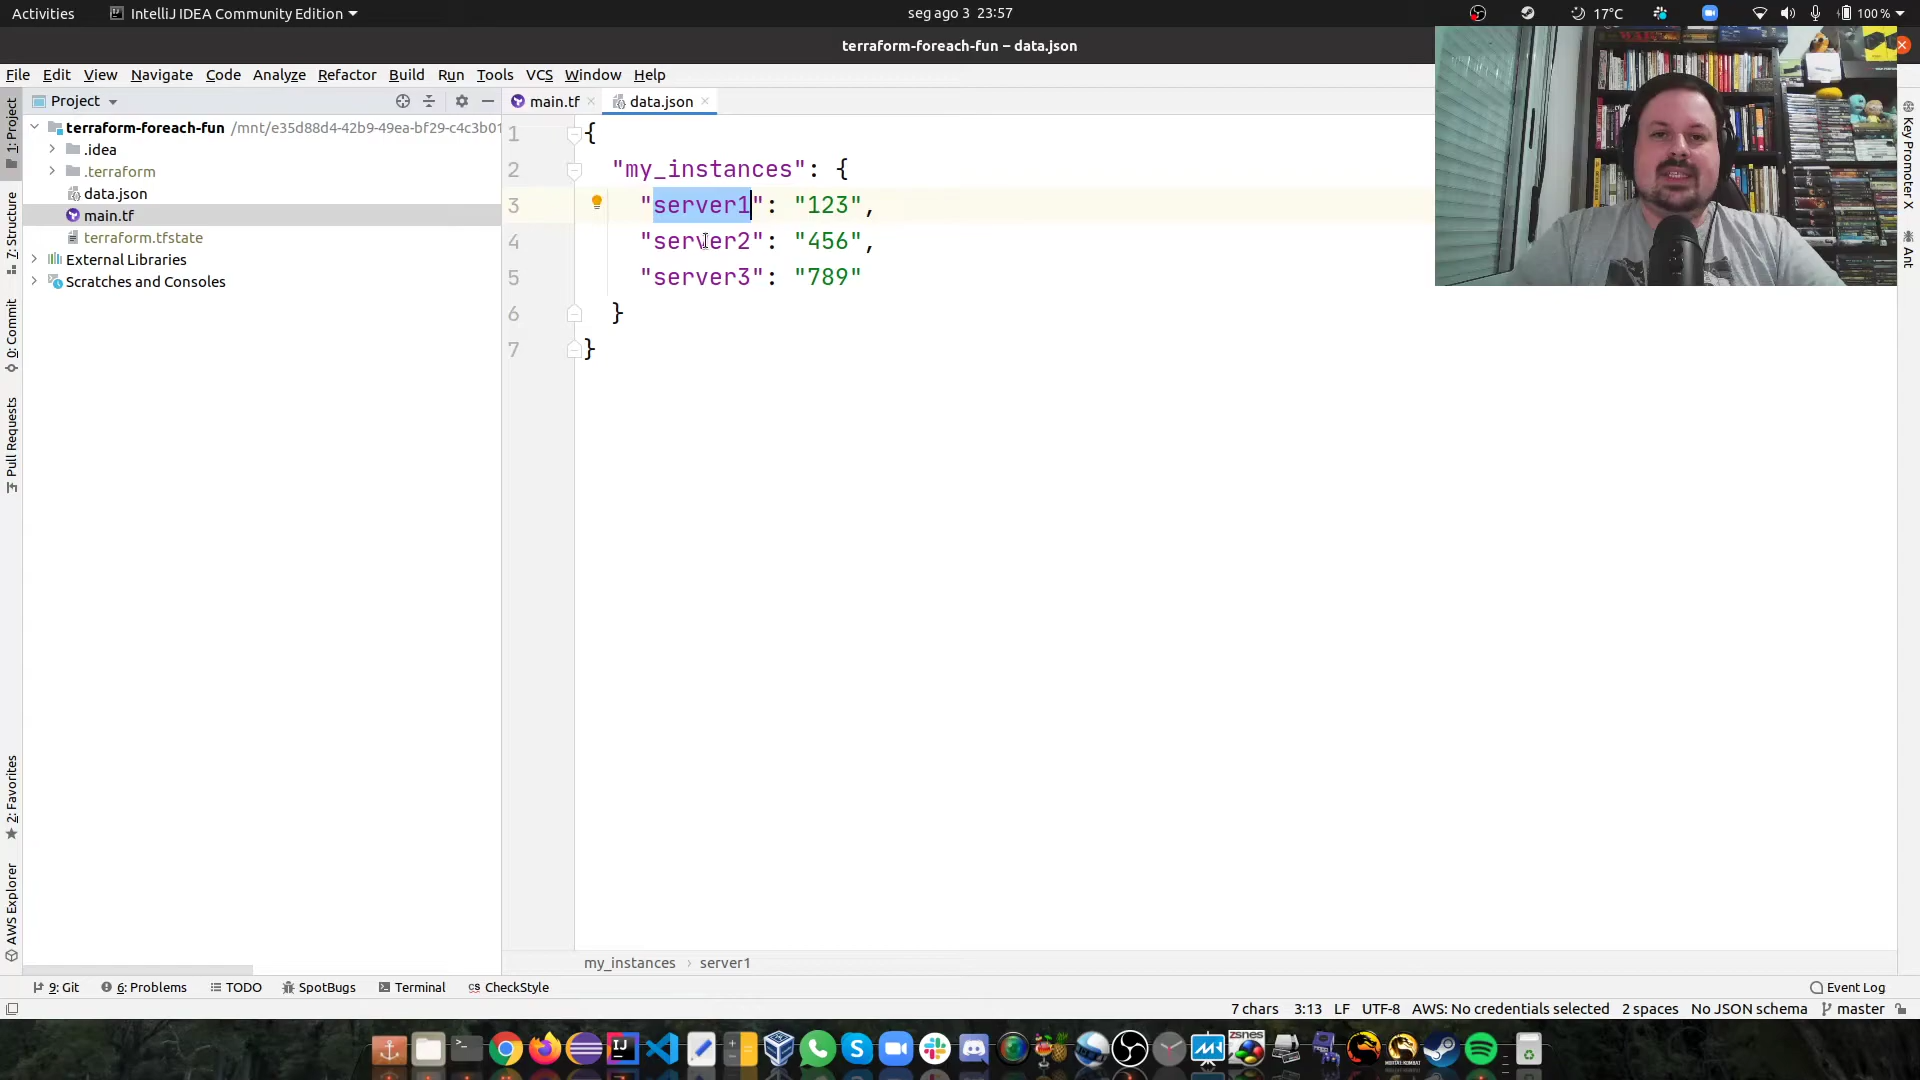 Activities
IntelliJ IDEA Community Edition
seg ago 3 23:57
17°C
100 %
terraform-foreach-fun – data.json
File Edit View Navigate Code Analyze Refactor Build Run Tools VCS Window Help
Project
main.tf
data.json
1: Project
7: Structure
0: Commit
Pull Requests
2: Favorites
AWS Explorer
terraform-foreach-fun /mnt/e35d88d4-42b9-49ea-bf29-c4c3b01
.idea
.terraform
data.json
main.tf
terraform.tfstate
External Libraries
Scratches and Consoles
1 {
2 "my_instances": {
3 "server1": "123",
4 "server2": "456",
5 "server3": "789"
6 }
7 }
Key Promoter X
Ant
my_instances › server1
9: Git
6: Problems
TODO
SpotBugs
Terminal
CheckStyle
Event Log
7 chars 3:13 LF UTF-8 AWS: No credentials selected 2 spaces No JSON schema master